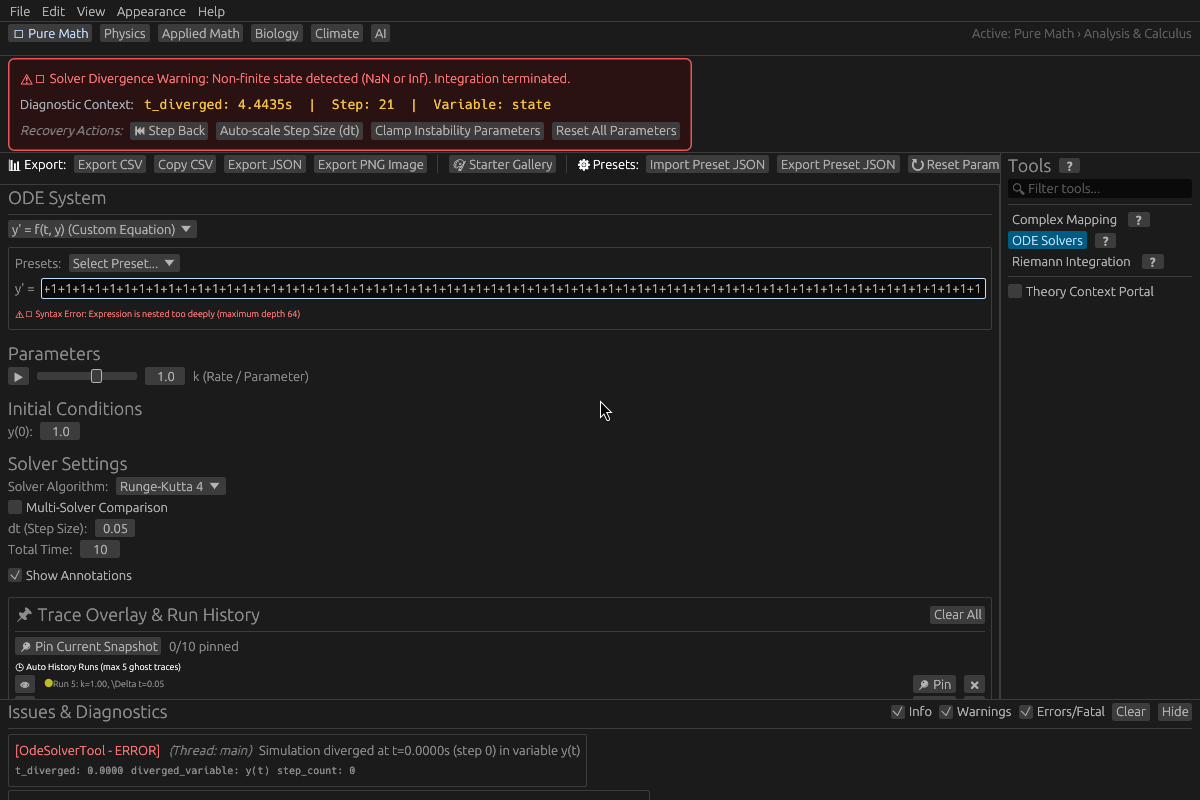 File Edit View Appearance Help
Pure Math Physics Applied Math Biology Climate AI Active: Pure Math › Analysis & Calculus
Solver Divergence Warning: Non-finite state detected (NaN or Inf). Integration terminated.
Diagnostic Context: t_diverged: 4.4435s | Step: 21 | Variable: state
Recovery Actions: Step Back Auto-scale Step Size (dt) Clamp Instability Parameters Reset All Parameters
Export: Export CSV Copy CSV Export JSON Export PNG Image Starter Gallery Presets: Import Preset JSON Export Preset JSON Reset Param
Tools ?
Filter tools...
Complex Mapping ?
ODE Solvers ?
Riemann Integration ?
Theory Context Portal
ODE System
y' = f(t, y) (Custom Equation)
Presets: Select Preset...
y' = +1+1+1+1+1+1+1+1+1+1+1+1+1+1+1+1+1+1+1+1+1+1+1+1+1+1+1+1+1+1+1+1+1+1+1+1+1+1+1+1+1+1+1+1+1+1+1+1+1+1+1+1+1+1+1+1+1+1+1+1+1+1+1+1
Syntax Error: Expression is nested too deeply (maximum depth 64)
Parameters
1.0 k (Rate / Parameter)
Initial Conditions
y(0): 1.0
Solver Settings
Solver Algorithm: Runge-Kutta 4
Multi-Solver Comparison
dt (Step Size): 0.05
Total Time: 10
Show Annotations
Trace Overlay & Run History Clear All
Pin Current Snapshot 0/10 pinned
Auto History Runs (max 5 ghost traces)
Run 5: k=1.00, \Delta t=0.05 Pin
Issues & Diagnostics Info Warnings Errors/Fatal Clear Hide
[OdeSolverTool - ERROR] (Thread: main) Simulation diverged at t=0.0000s (step 0) in variable y(t)
t_diverged: 0.0000 diverged_variable: y(t) step_count: 0